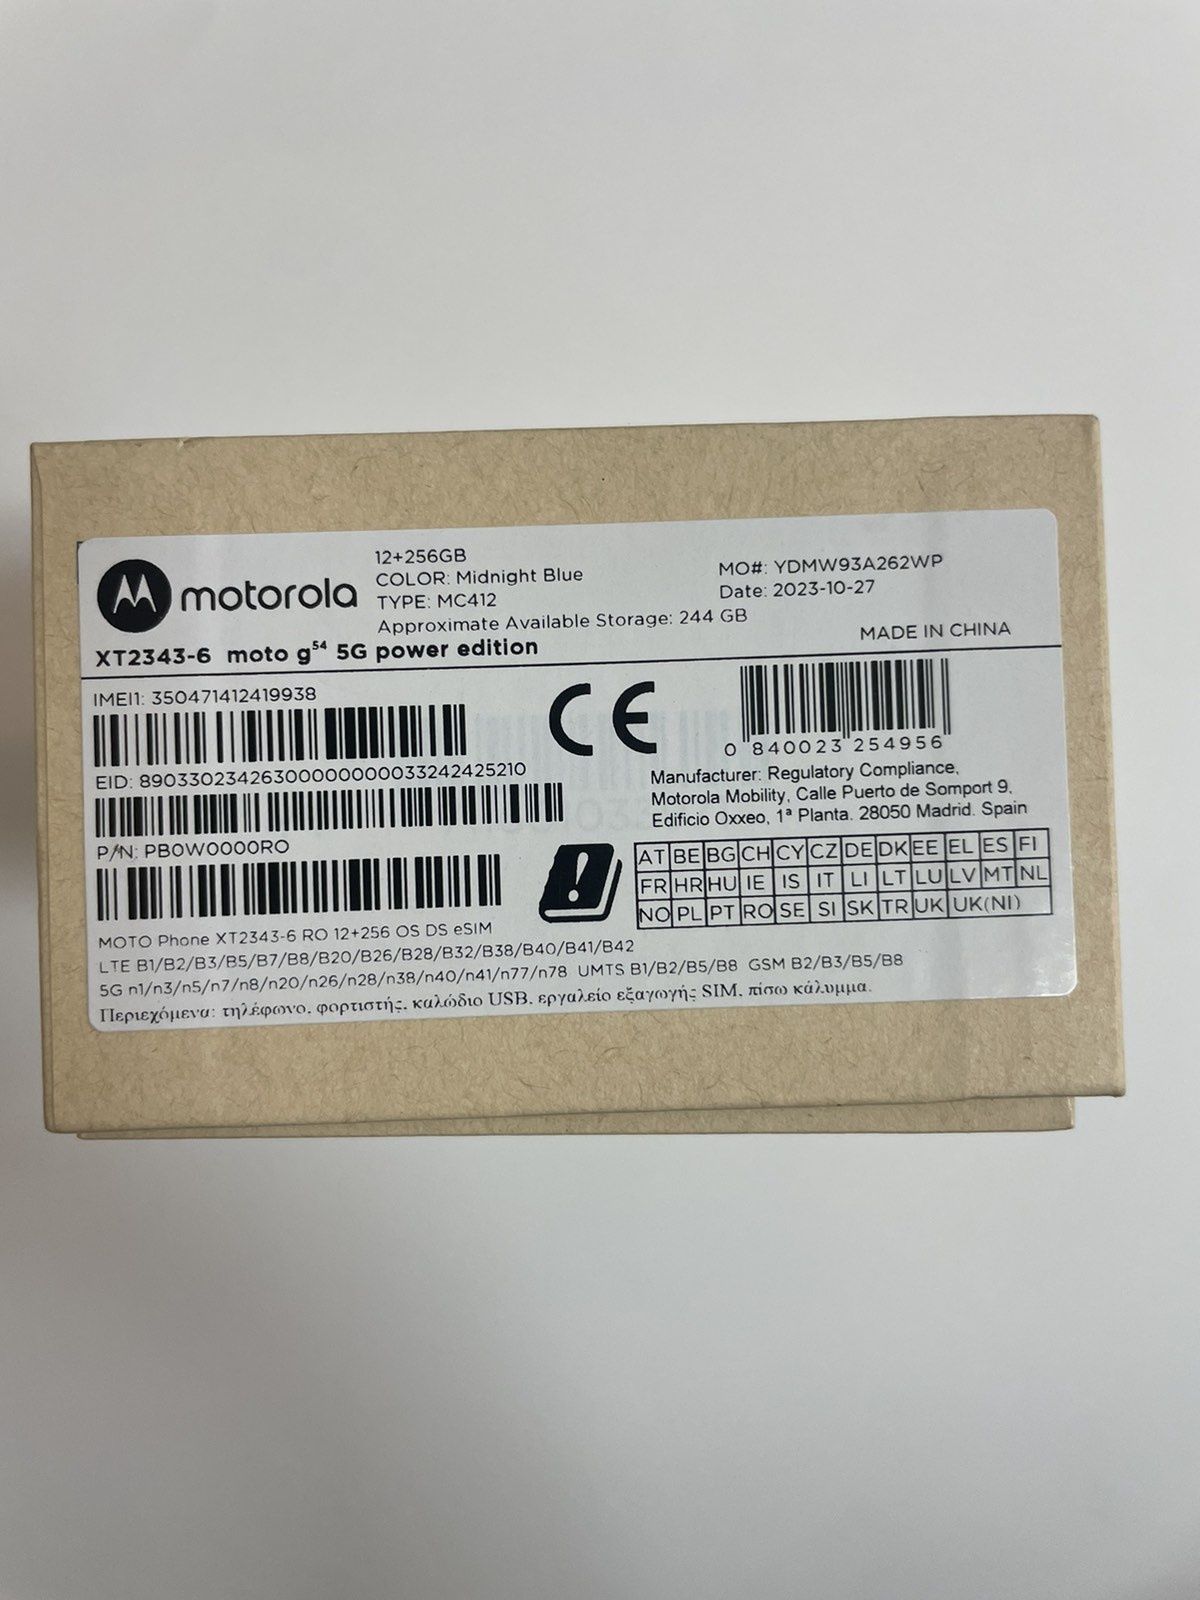 motorola
12+256GB
COLOR: Midnight Blue
TYPE: MC412
Approximate Available Storage: 244 GB
MO#: YDMW93A262WP
Date: 2023-10-27
MADE IN CHINA
XT2343-6 moto g54 5G power edition
IMEI1: 350471412419938
EID: 89033023426300000000033242425210
P/N: PB0W0000RO
CE
0 840023 254956
Manufacturer: Regulatory Compliance,
Motorola Mobility, Calle Puerto de Somport 9,
Edificio Oxxeo, 1ª Planta. 28050 Madrid. Spain
!
AT BE BG CH CY CZ DE DK EE EL ES FI
FR HR HU IE IS IT LI LT LU LV MT NL
NO PL PT RO SE SI SK TR UK UK(NI)
MOTO Phone XT2343-6 RO 12+256 OS DS eSIM
LTE B1/B2/B3/B5/B7/B8/B20/B26/B28/B32/B38/B40/B41/B42
5G n1/n3/n5/n7/n8/n20/n26/n28/n38/n40/n41/n77/n78 UMTS B1/B2/B5/B8 GSM B2/B3/B5/B8
Περιεχόμενα: τηλέφωνο, φορτιστής, καλώδιο USB, εργαλείο εξαγωγής SIM, πίσω κάλυμμα.